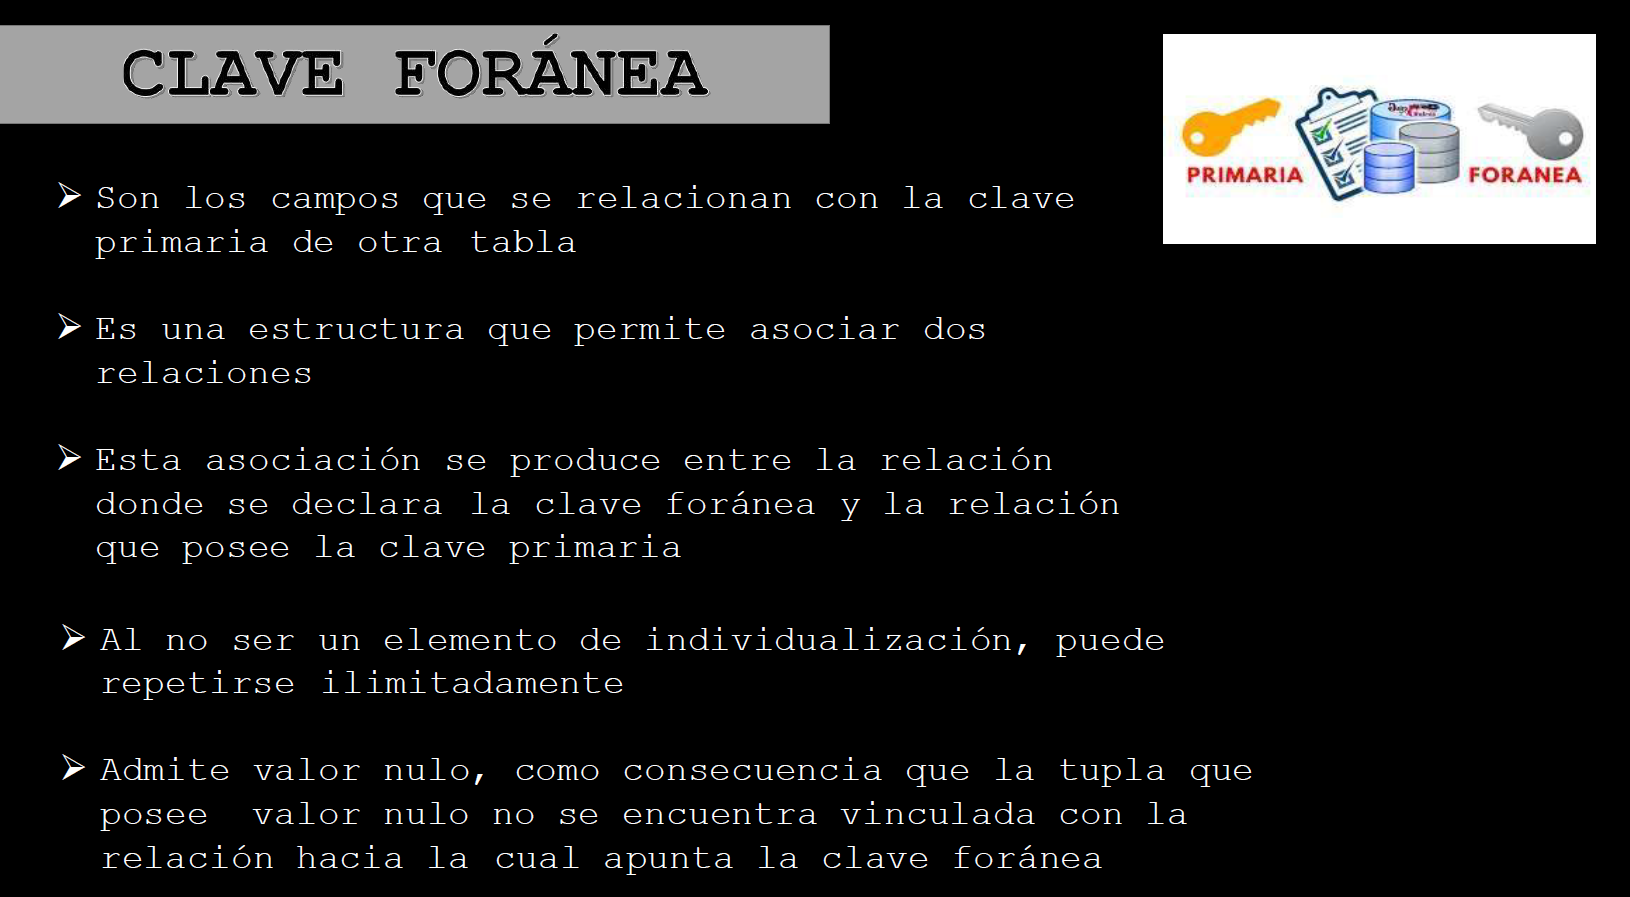 CLAVE FORÁNEA
PRIMARIA
FORANEA
Son los campos que se relacionan con la clave
primaria de otra tabla
Es una estructura que permite asociar dos
relaciones
Esta asociación se produce entre la relación
donde se declara la clave foránea y la relación
que posee la clave primaria
Al no ser un elemento de individualización, puede
repetirse ilimitadamente
Admite valor nulo, como consecuencia que la tupla que
posee valor nulo no se encuentra vinculada con la
relación hacia la cual apunta la clave foránea